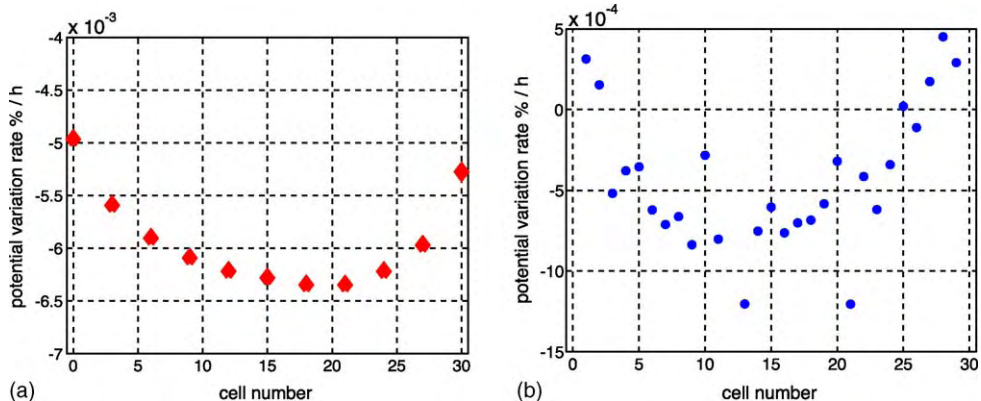 x 10⁻³
-4
-4.5
-5
-5.5
-6
-6.5
-7
0 5 10 15 20 25 30
potential variation rate % / h
cell number
(a)
x 10⁻⁴
5
0
-5
-10
-15
0 5 10 15 20 25 30
potential variation rate % / h
cell number
(b)